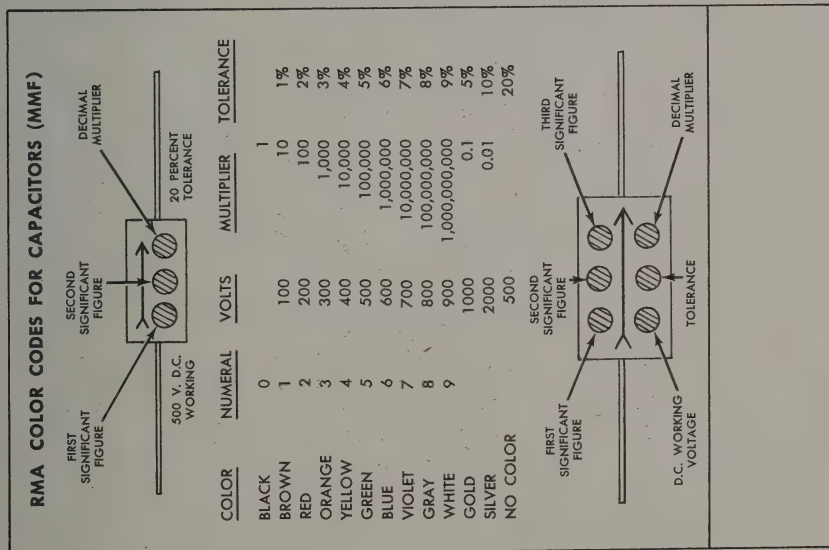 RMA COLOR CODES FOR CAPACITORS (MMF)
FIRST
SIGNIFICANT
FIGURE
SECOND
SIGNIFICANT
FIGURE
DECIMAL
MULTIPLIER
500 V. D.C.
WORKING
20 PERCENT
TOLERANCE
COLOR NUMERAL VOLTS MULTIPLIER TOLERANCE
BLACK 0 1
BROWN 1 100 10 1%
RED 2 200 100 2%
ORANGE 3 300 1,000 3%
YELLOW 4 400 10,000 4%
GREEN 5 500 100,000 5%
BLUE 6 600 1,000,000 6%
VIOLET 7 700 10,000,000 7%
GRAY 8 800 100,000,000 8%
WHITE 9 900 1,000,000,000 9%
GOLD 1000 0.1 5%
SILVER 2000 0.01 10%
NO COLOR 500 20%
FIRST
SIGNIFICANT
FIGURE
SECOND
SIGNIFICANT
FIGURE
THIRD
SIGNIFICANT
FIGURE
D.C. WORKING
VOLTAGE
TOLERANCE
DECIMAL
MULTIPLIER